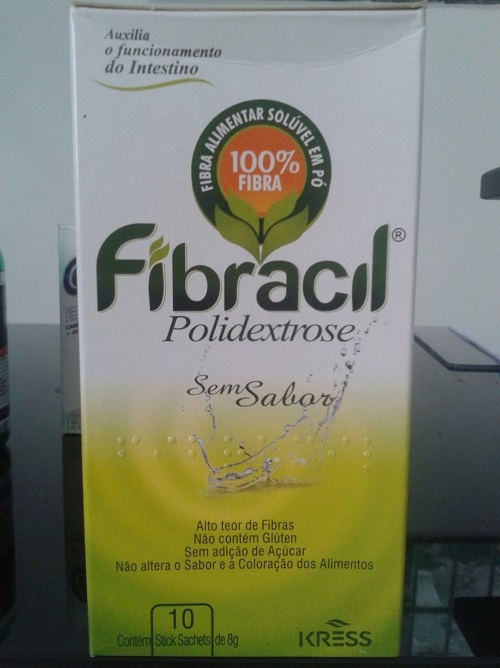 Auxilia
o funcionamento
do Intestino
FIBRA ALIMENTAR SOLÚVEL EM PÓ
100%
FIBRA
Fibracil®
Polidextrose
Sem Sabor
Alto teor de Fibras
Não contém Glúten
Sem adição de Açúcar
Não altera o Sabor e a Coloração dos Alimentos
10
Contém Stick Sachets de 8g
KRESS